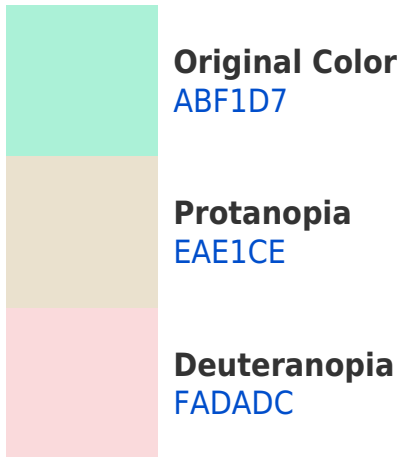 Original Color
ABF1D7
Protanopia
EAE1CE
Deuteranopia
FADADC